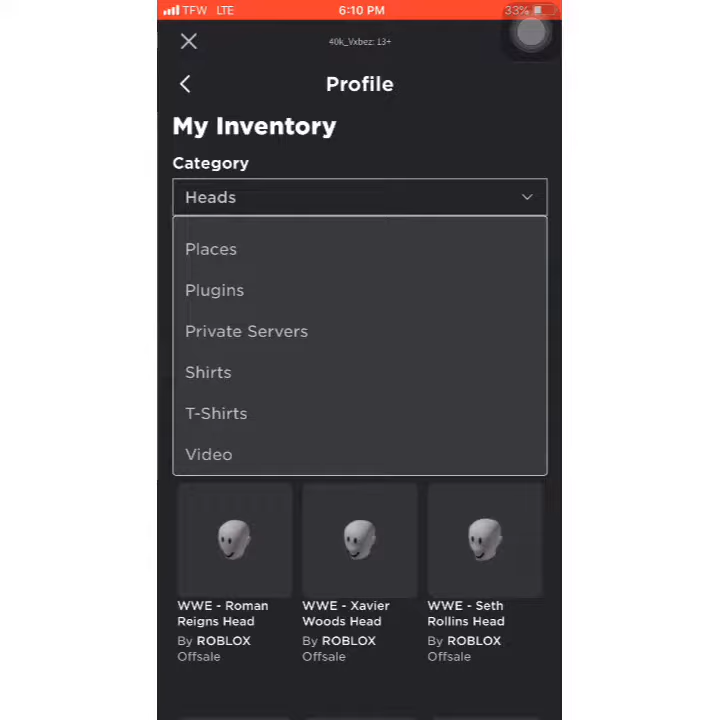 TFW LTE 6:10 PM 33%
40k_Vxbez: 13+
Profile
My Inventory
Category
Heads
Places
Plugins
Private Servers
Shirts
T-Shirts
Video
WWE - Roman
Reigns Head
By ROBLOX
Offsale
WWE - Xavier
Woods Head
By ROBLOX
Offsale
WWE - Seth
Rollins Head
By ROBLOX
Offsale